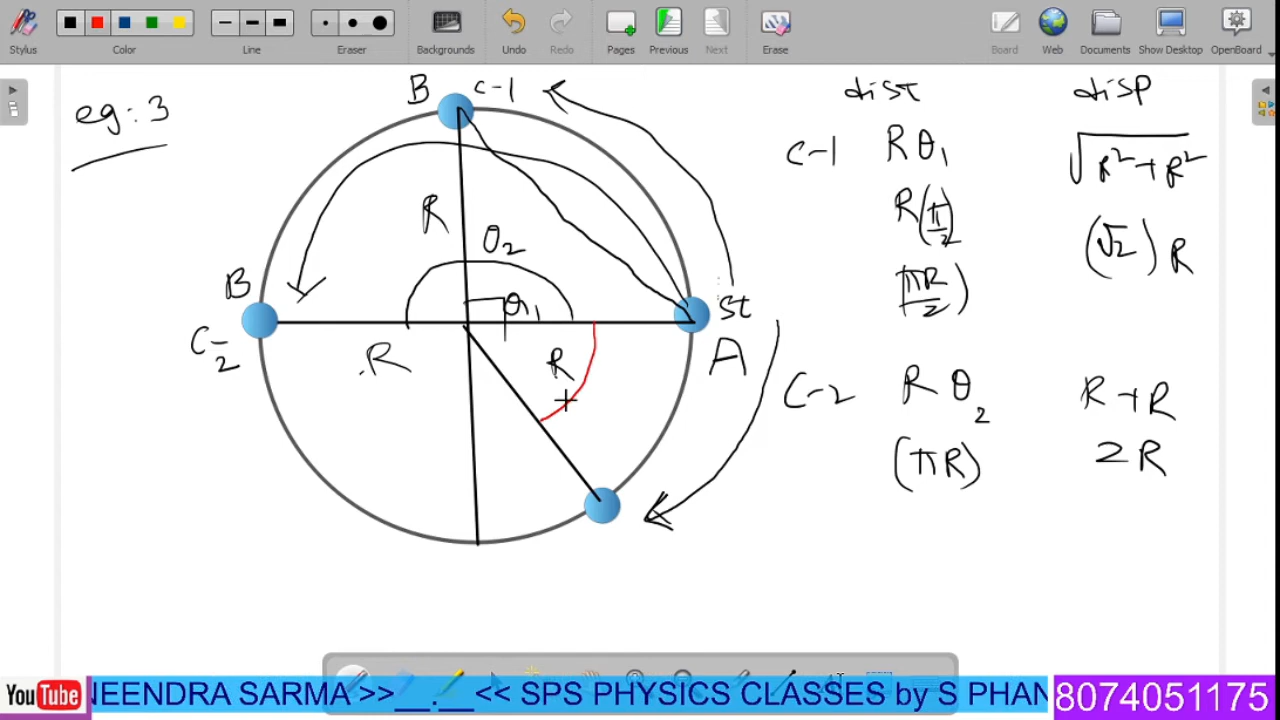 Stylus
Color
Line
Eraser
Backgrounds
Undo
Redo
Pages
Previous
Next
Erase
Board
Web
Documents
Show Desktop
OpenBoard
eg: 3
B C-1
dist disp
C-1 Rθ₁ √R²+R²
R(π/2) (√2) R
πR/2)
R
θ₂
B
θ₁
st
C-2
R
R
A
C-2 Rθ₂ R+R
(πR) 2R
YouTube
NEENDRA SARMA >>__.__<< SPS PHYSICS CLASSES by S PHAN
8074051175